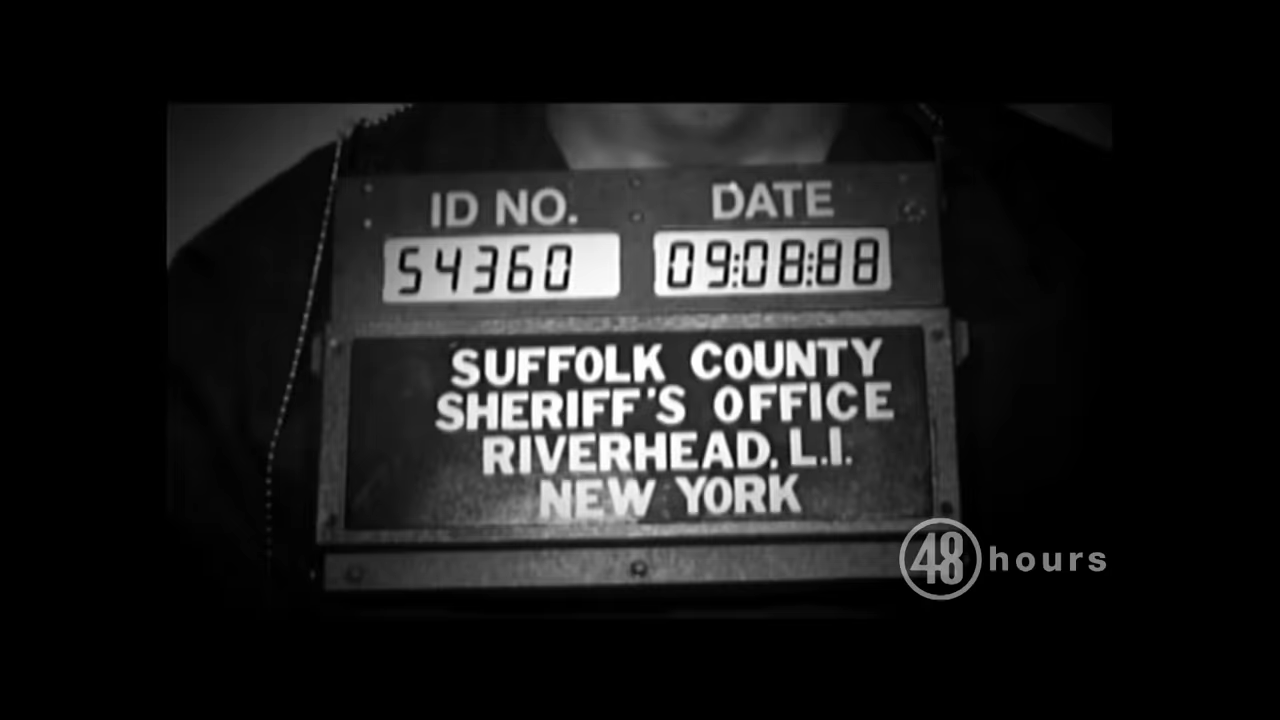 ID NO. DATE
54360 09:08:88
SUFFOLK COUNTY
SHERIFF'S OFFICE
RIVERHEAD. L.I.
NEW YORK
48 hours